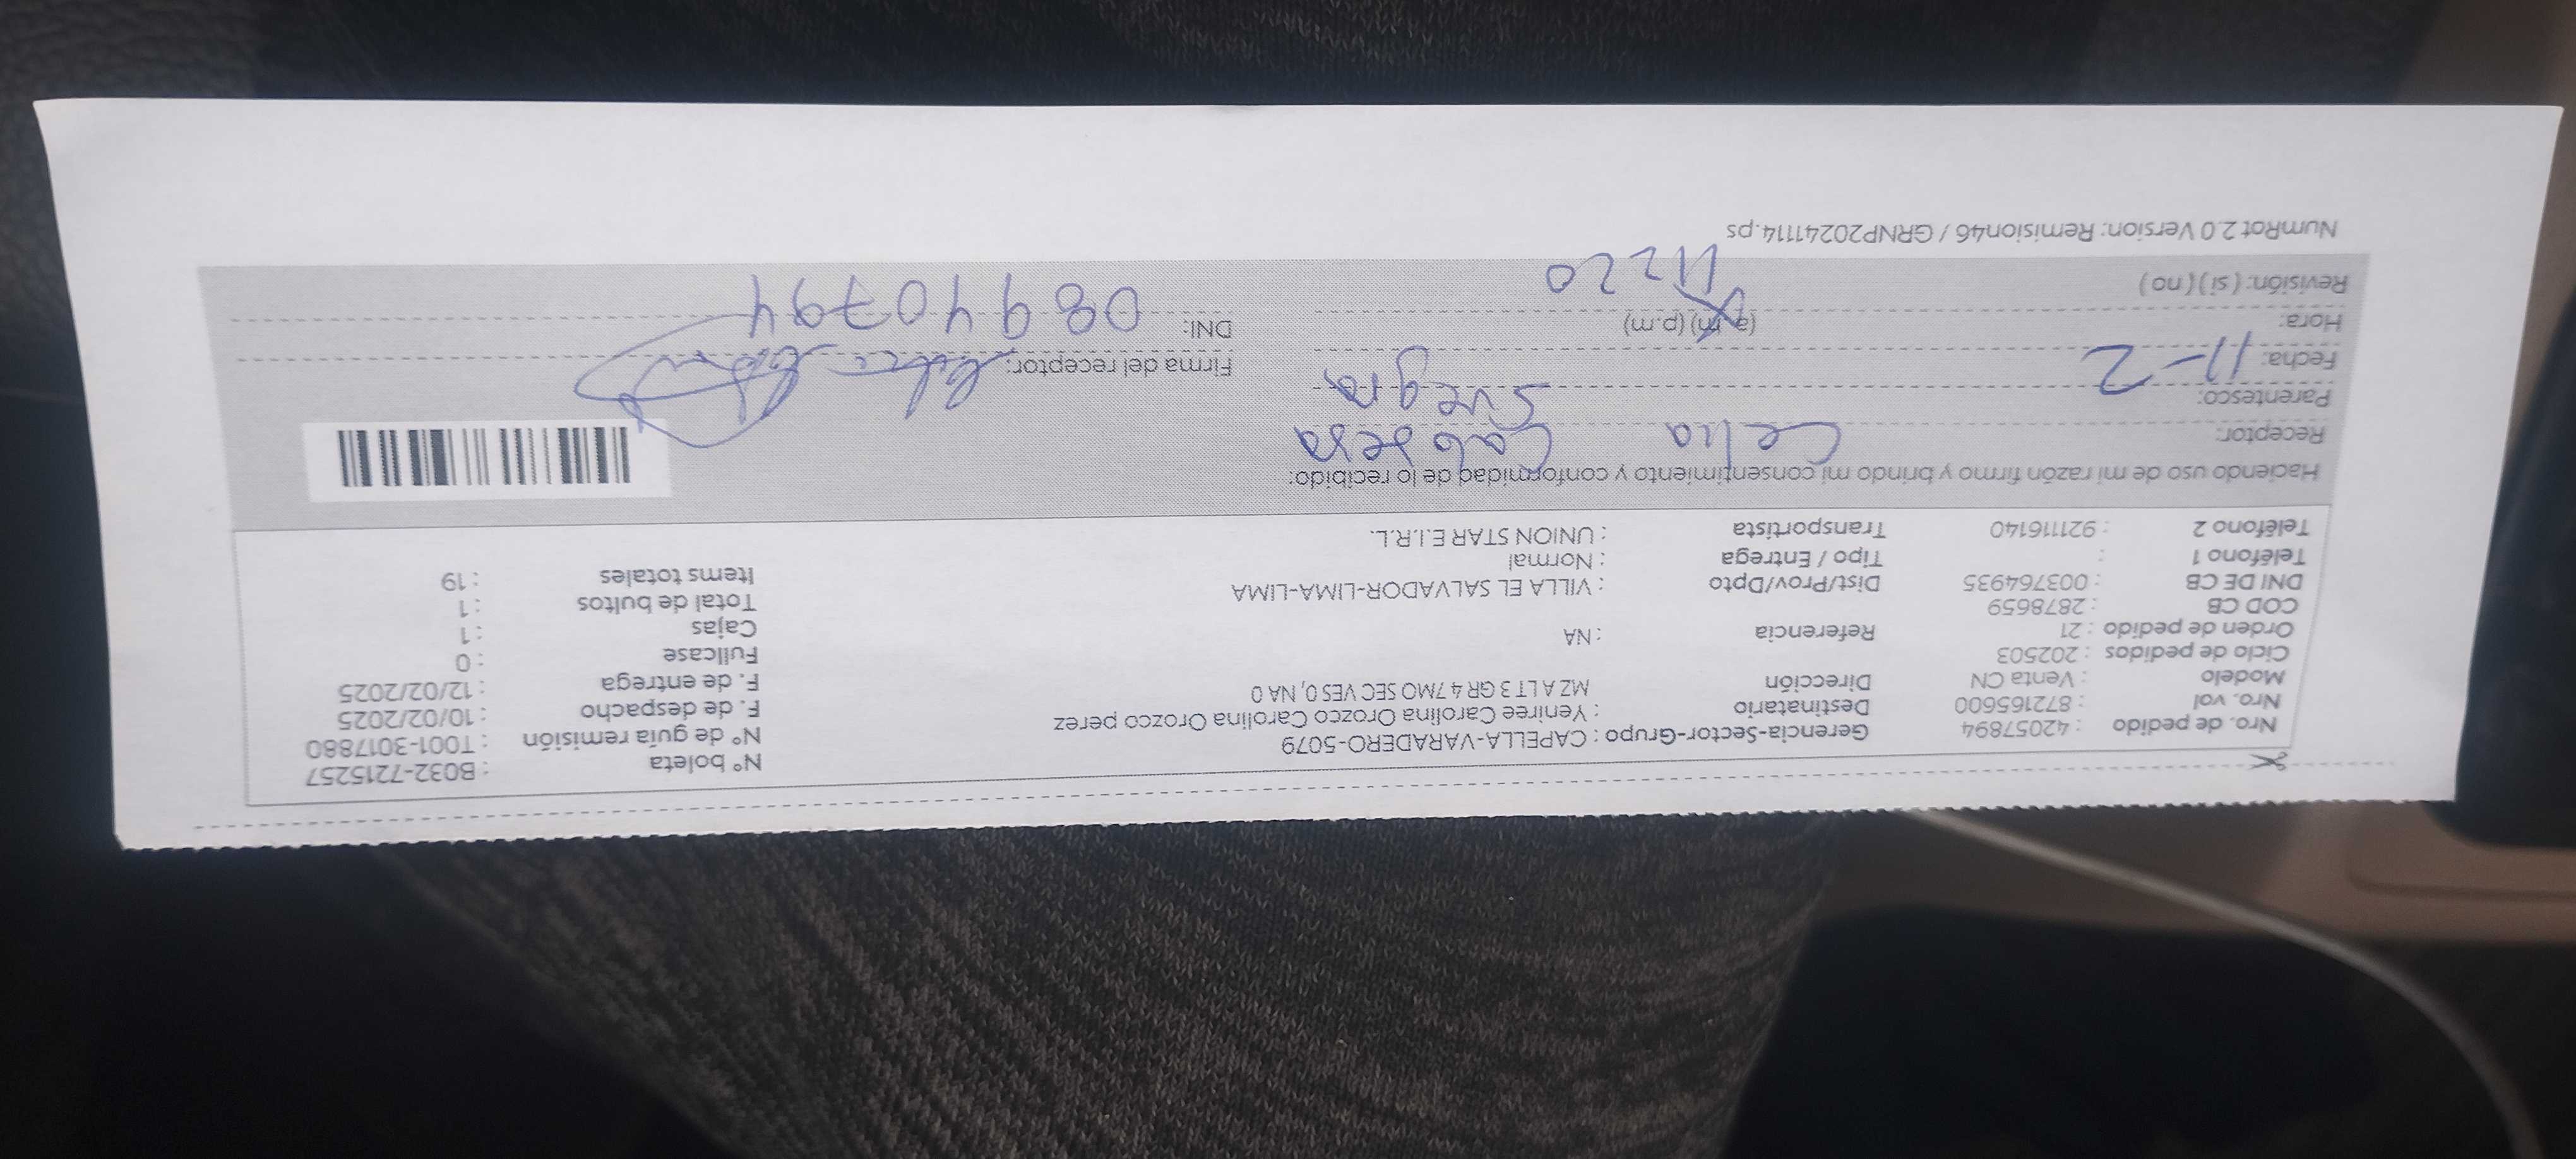 Nro. de pedido : 42057894 Gerencia-Sector-Grupo : CAPELLA-VARADERO-5079 N° boleta : B032-7215257
Nro. vol : 872165600 Destinatario : Yeniree Carolina Orozco Carolina Orozco perez N° de guía remisión : T001-3017880
Modelo : Venta CN Dirección MZ A LT 3 GR 4 7MO SEC VES 0, NA 0 F. de despacho : 10/02/2025
Ciclo de pedidos : 202503 F. de entrega : 12/02/2025
Orden de pedido : 21 Referencia : NA Fullcase : 0
COD CB : 2878659 Cajas : 1
DNI DE CB : 003764935 Dist/Prov/Dpto : VILLA EL SALVADOR-LIMA-LIMA Total de bultos : 1
Teléfono 1 : Tipo / Entrega : Normal Items totales : 19
Teléfono 2 : 921116140 Transportista : UNION STAR E.I.R.L.
Haciendo uso de mi razón firmo y brindo mi consentimiento y conformidad de lo recibido:
Receptor: Celia
Parentesco: Suegra
Fecha: 11-2 Firma del receptor:
Hora: (a.m) (p.m) DNI: 08940794
Revisión: ( si ) ( no ) 11220
NumRot 2.0 Version: Remision46 / GRNP20241114.ps